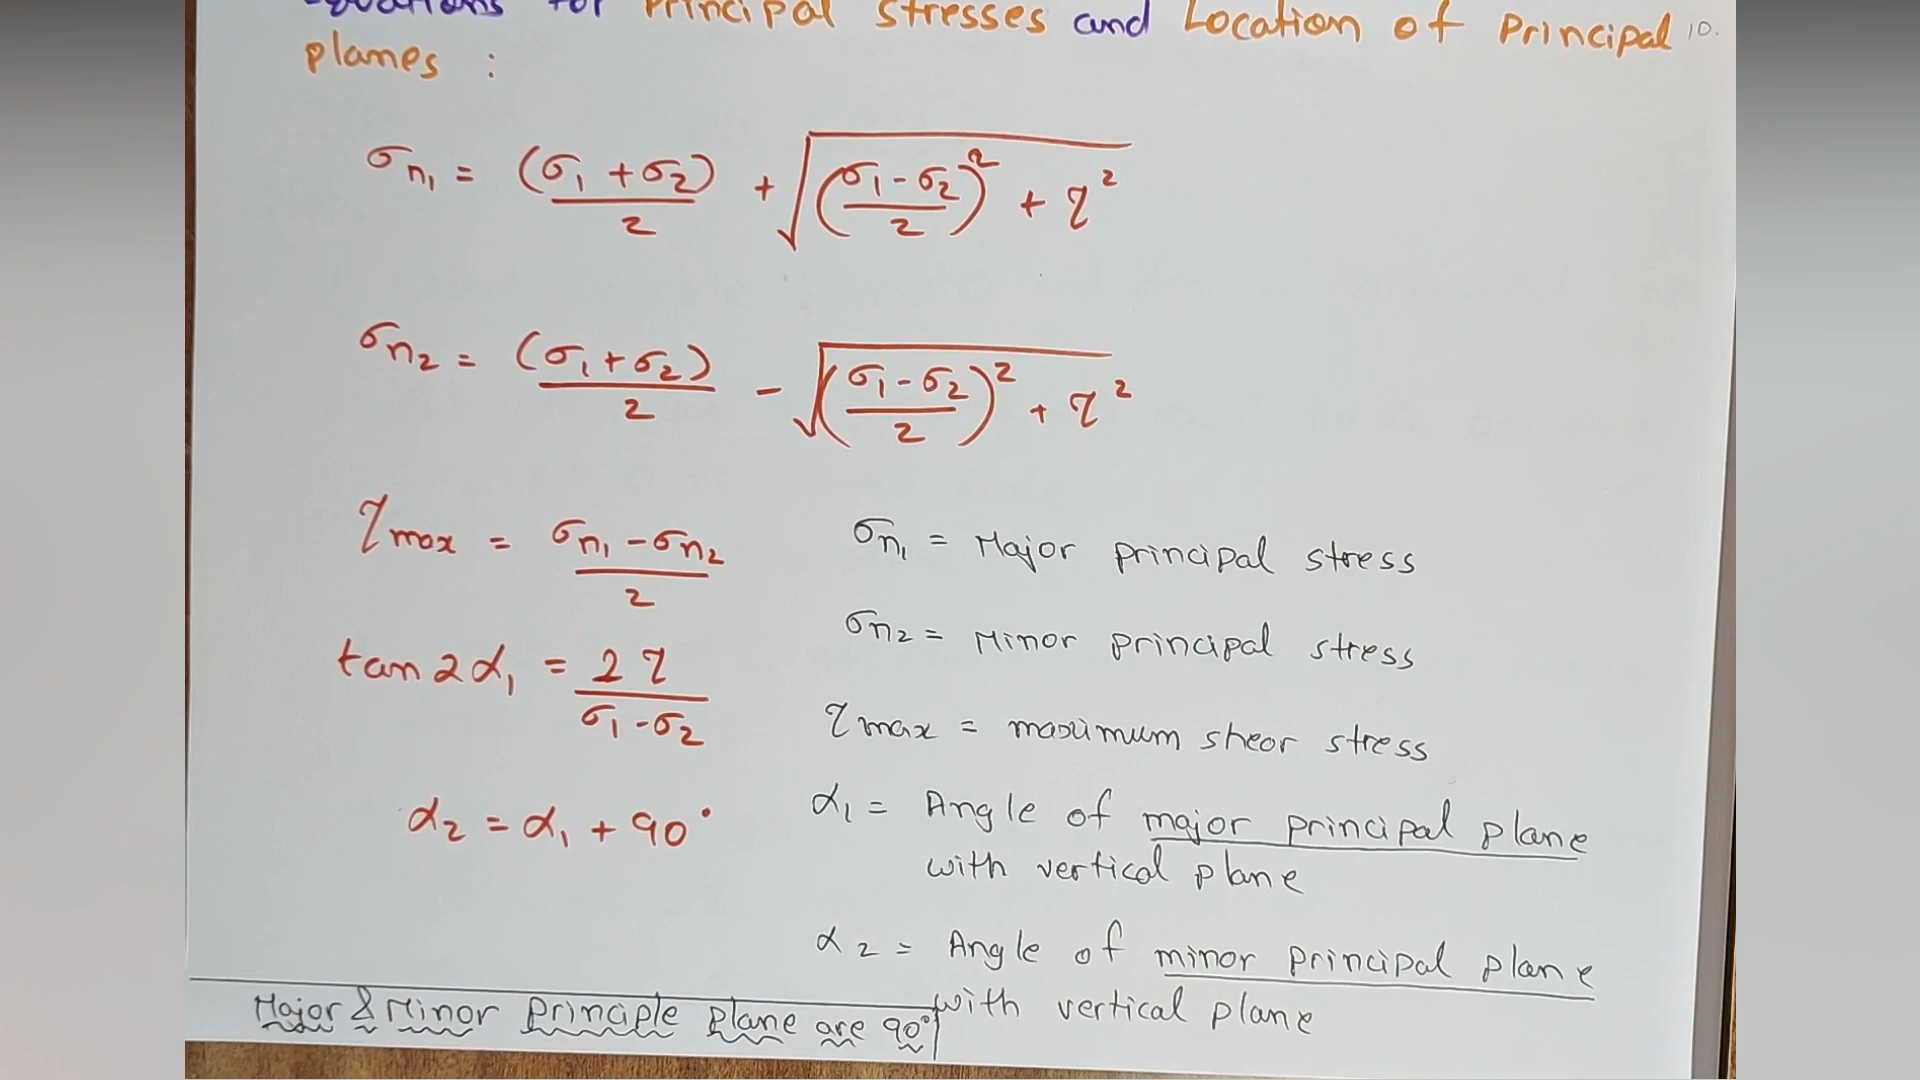 Equations for Principal Stresses and Location of Principal 10.
planes :
σn₁ = (σ₁ + σ₂)/2 + √((σ₁ - σ₂)/2)² + τ²
σn₂ = (σ₁ + σ₂)/2 - √((σ₁ - σ₂)/2)² + τ²
τmax = (σn₁ - σn₂)/2
σn₁ = Major principal stress
σn₂ = Minor principal stress
tan 2α₁ = 2τ/(σ₁ - σ₂)
τmax = maximum shear stress
α₂ = α₁ + 90°
α₁ = Angle of major principal plane
with vertical plane
α₂ = Angle of minor principal plane
with vertical plane
Major & Minor Principle Plane are 90°